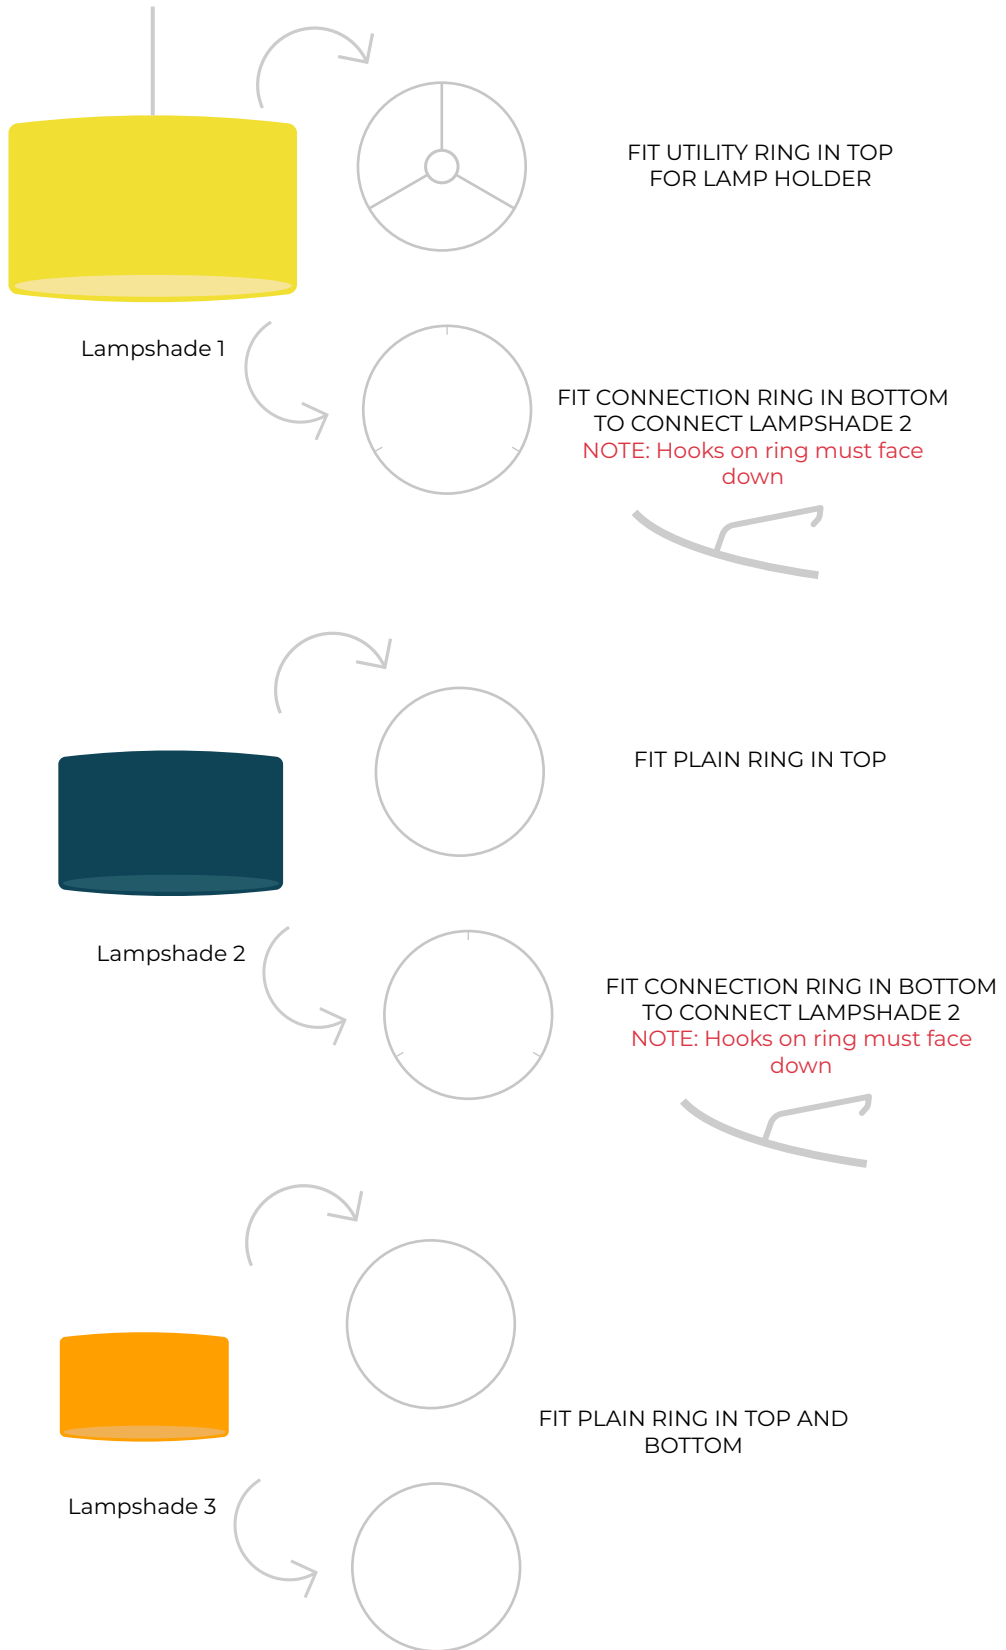 FIT UTILITY RING IN TOP
FOR LAMP HOLDER
Lampshade 1
FIT CONNECTION RING IN BOTTOM
TO CONNECT LAMPSHADE 2
NOTE: Hooks on ring must face
down
FIT PLAIN RING IN TOP
Lampshade 2
FIT CONNECTION RING IN BOTTOM
TO CONNECT LAMPSHADE 2
NOTE: Hooks on ring must face
down
FIT PLAIN RING IN TOP AND
BOTTOM
Lampshade 3